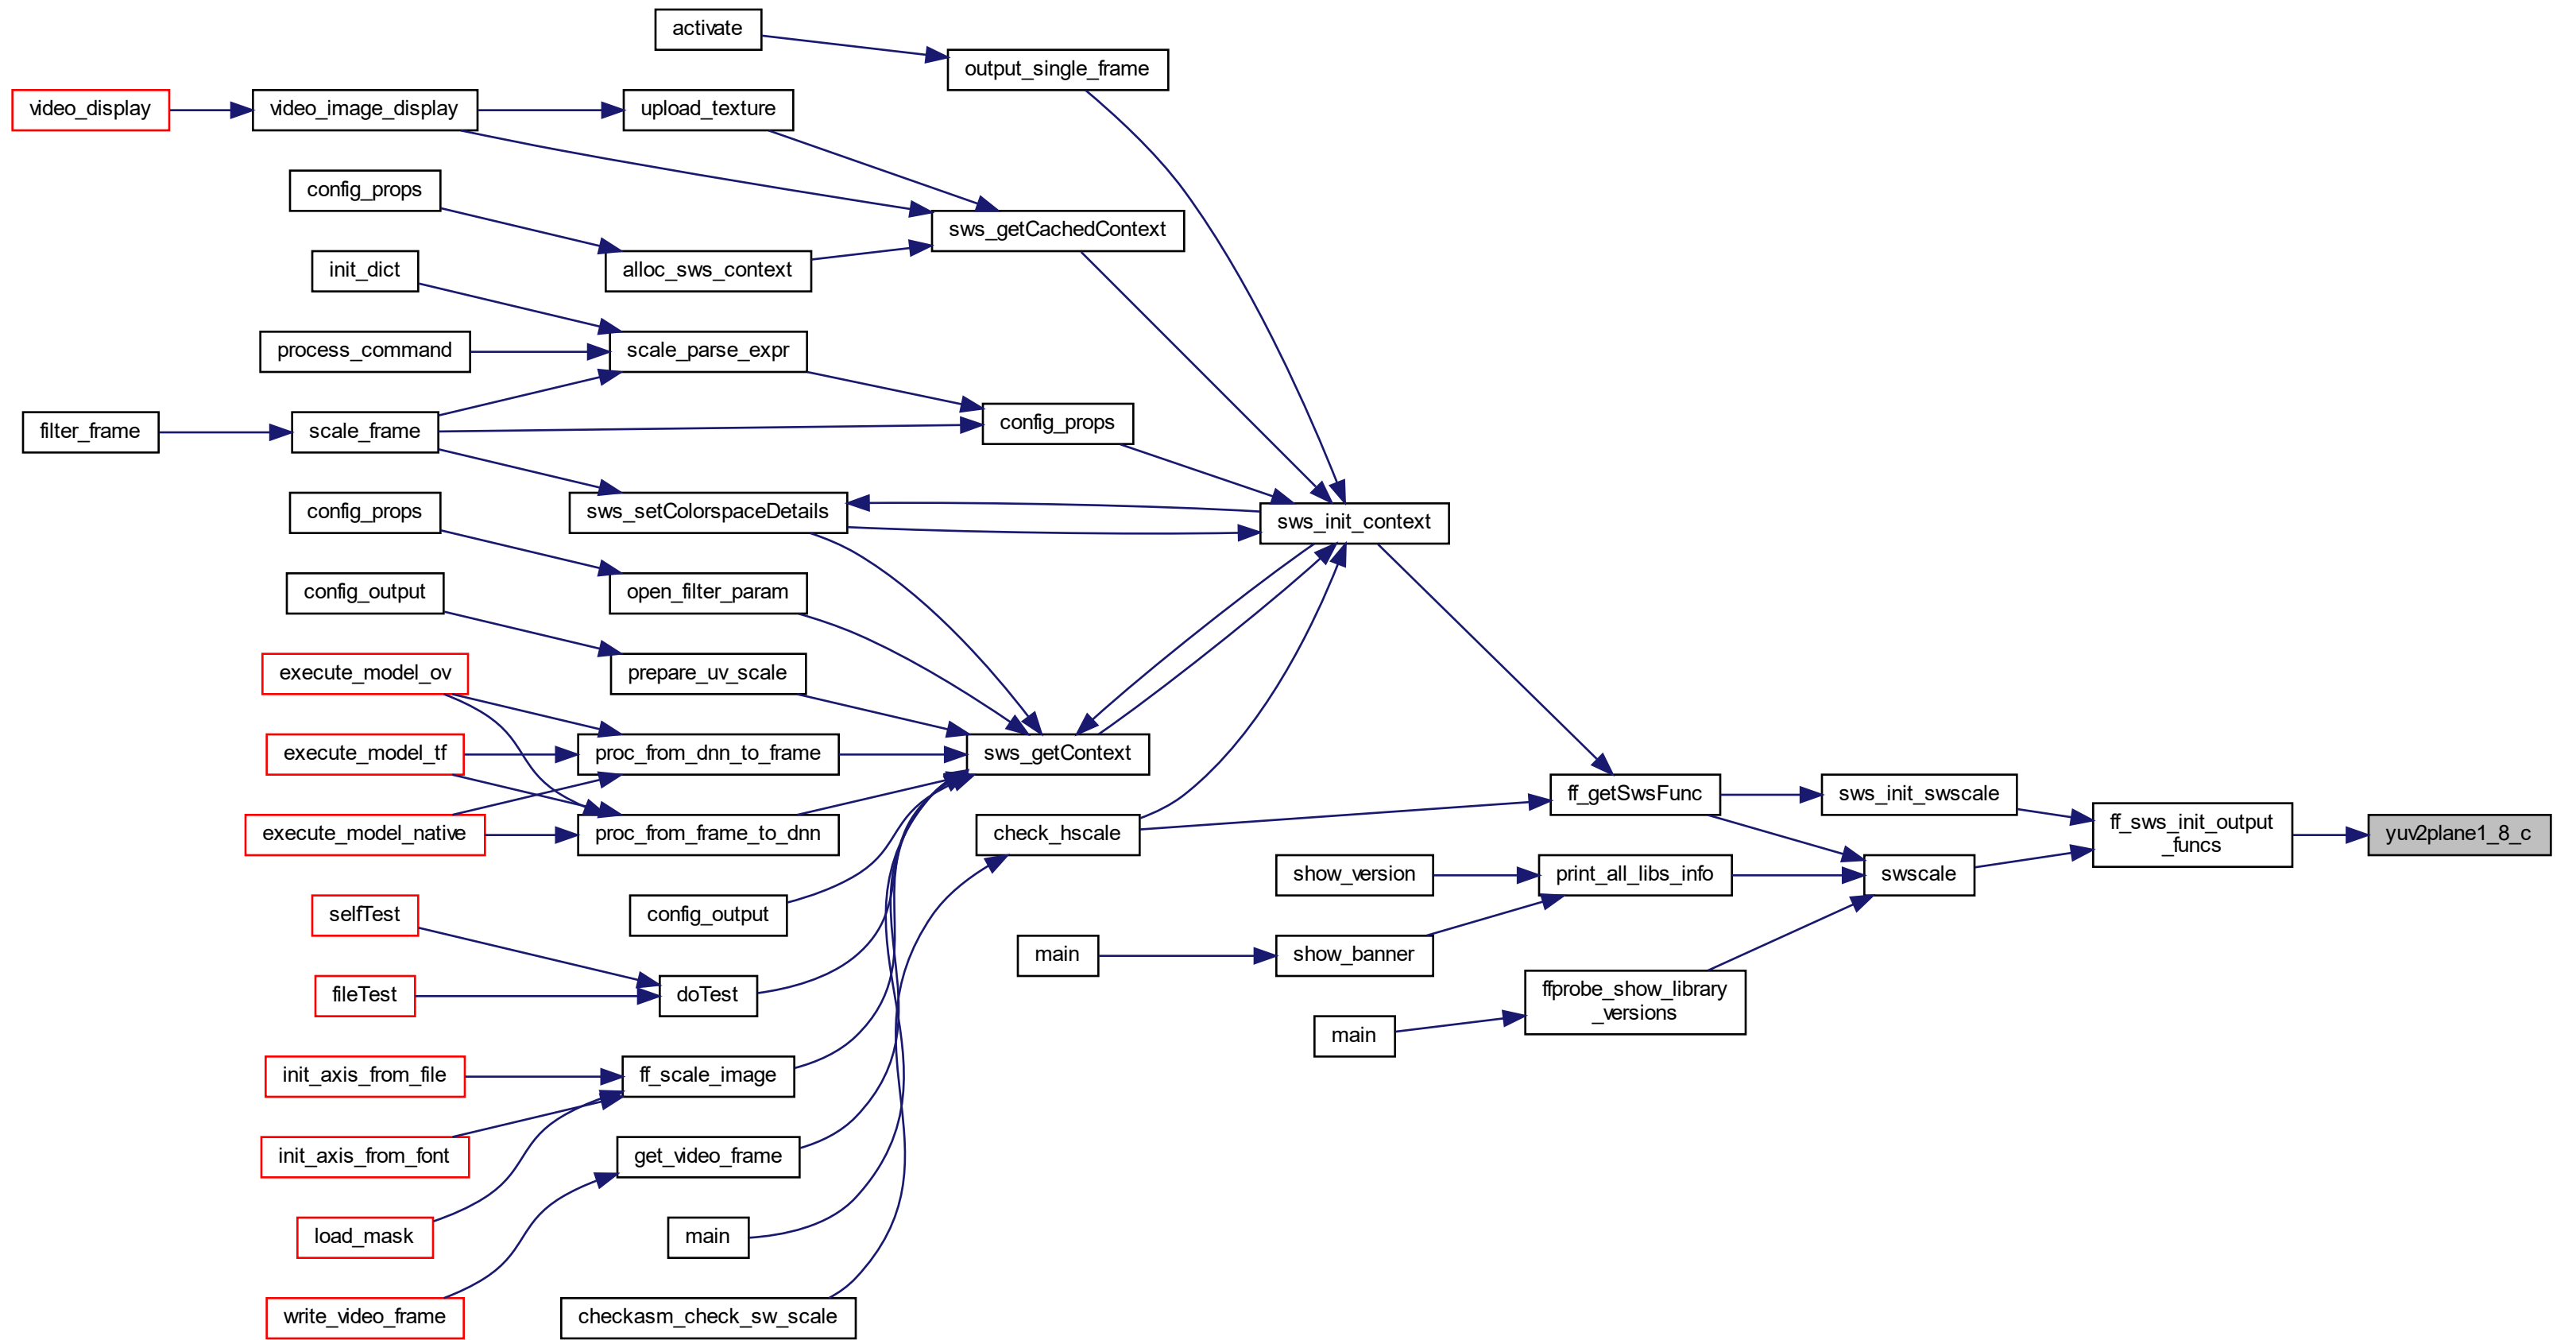 activate
output_single_frame
video_display
video_image_display
upload_texture
config_props
sws_getCachedContext
init_dict
alloc_sws_context
process_command
scale_parse_expr
filter_frame
scale_frame
config_props
config_props
sws_setColorspaceDetails
sws_init_context
config_output
open_filter_param
execute_model_ov
prepare_uv_scale
execute_model_tf
proc_from_dnn_to_frame
sws_getContext
execute_model_native
proc_from_frame_to_dnn
check_hscale
ff_getSwsFunc
sws_init_swscale
ff_sws_init_output
_funcs
yuv2plane1_8_c
show_version
print_all_libs_info
swscale
selfTest
config_output
main
show_banner
fileTest
doTest
ffprobe_show_library
_versions
main
init_axis_from_file
ff_scale_image
init_axis_from_font
get_video_frame
load_mask
main
write_video_frame
checkasm_check_sw_scale